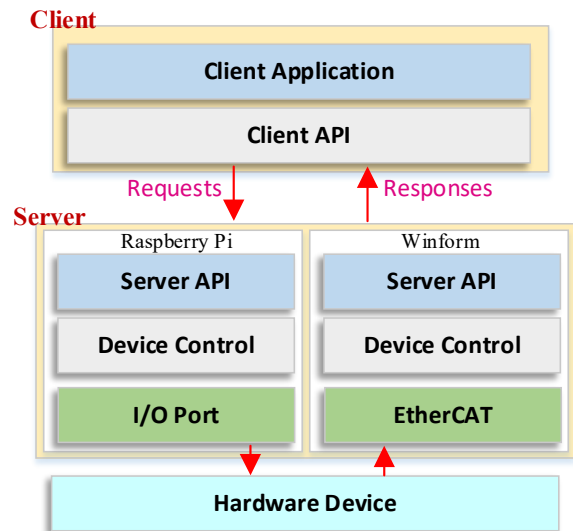 Client
Client Application
Client API
Requests
Responses
Server
Raspberry Pi
Server API
Device Control
I/O Port
Winform
Server API
Device Control
EtherCAT
Hardware Device